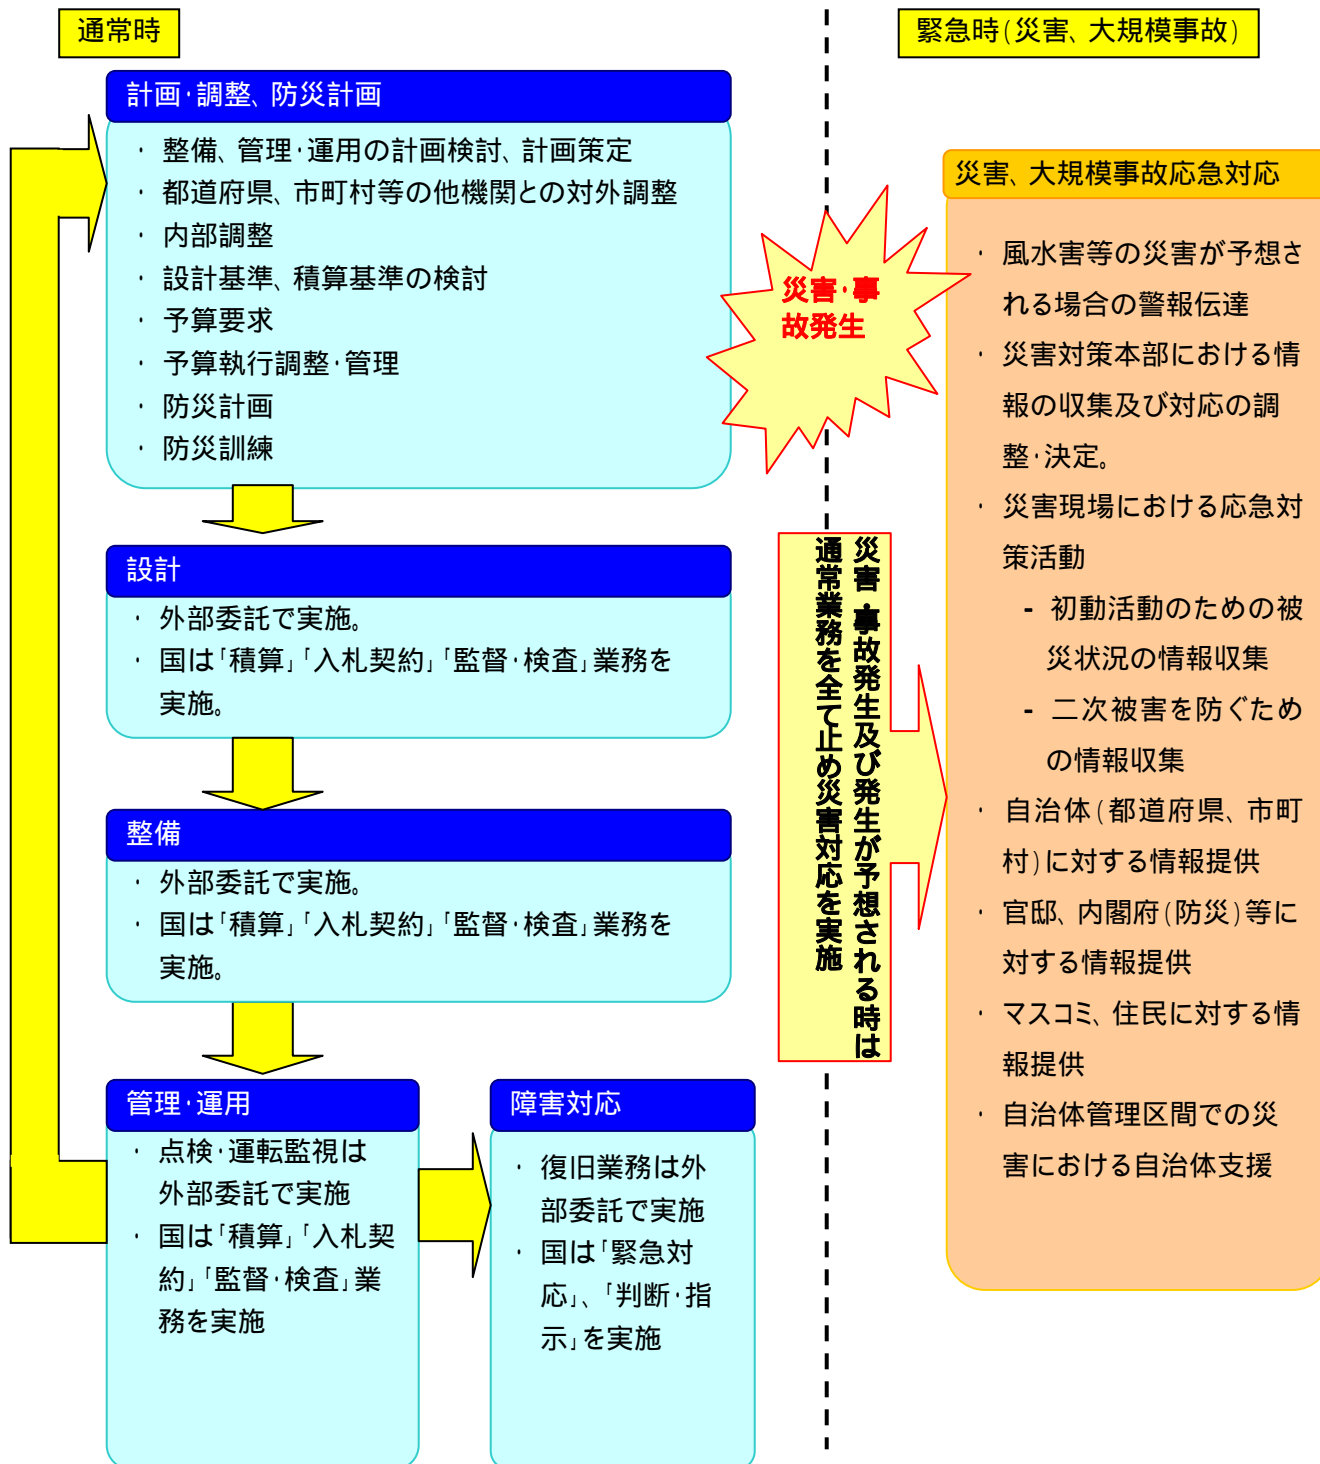 通常時
緊急時(災害、大規模事故)
計画・調整、防災計画
・ 整備、管理・運用の計画検討、計画策定
・ 都道府県、市町村等の他機関との対外調整
・ 内部調整
・ 設計基準、積算基準の検討
・ 予算要求
・ 予算執行調整・管理
・ 防災計画
・ 防災訓練
設計
・ 外部委託で実施。
・ 国は「積算」「入札契約」「監督・検査」業務を
実施。
整備
・ 外部委託で実施。
・ 国は「積算」「入札契約」「監督・検査」業務を
実施。
管理・運用
・ 点検・運転監視は
外部委託で実施
・ 国は「積算」「入札契
約」「監督・検査」業
務を実施
障害対応
・ 復旧業務は外
部委託で実施
・ 国は「緊急対
応」、「判断・指
示」を実施
災害・事
故発生
災害・事故発生及び発生が予想される時は
通常業務を全て止め災害対応を実施
災害、大規模事故応急対応
・ 風水害等の災害が予想さ
れる場合の警報伝達
・ 災害対策本部における情
報の収集及び対応の調
整・決定。
・ 災害現場における応急対
策活動
- 初動活動のための被
災状況の情報収集
- 二次被害を防ぐため
の情報収集
・ 自治体(都道府県、市町
村)に対する情報提供
・ 官邸、内閣府(防災)等に
対する情報提供
・ マスコミ、住民に対する情
報提供
・ 自治体管理区間での災
害における自治体支援